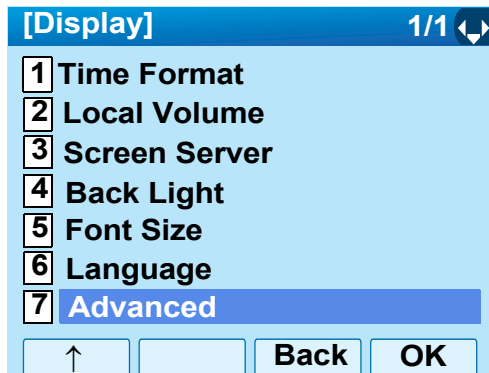 [Display] 1/1
1 Time Format
2 Local Volume
3 Screen Server
4 Back Light
5 Font Size
6 Language
7 Advanced
↑ Back OK